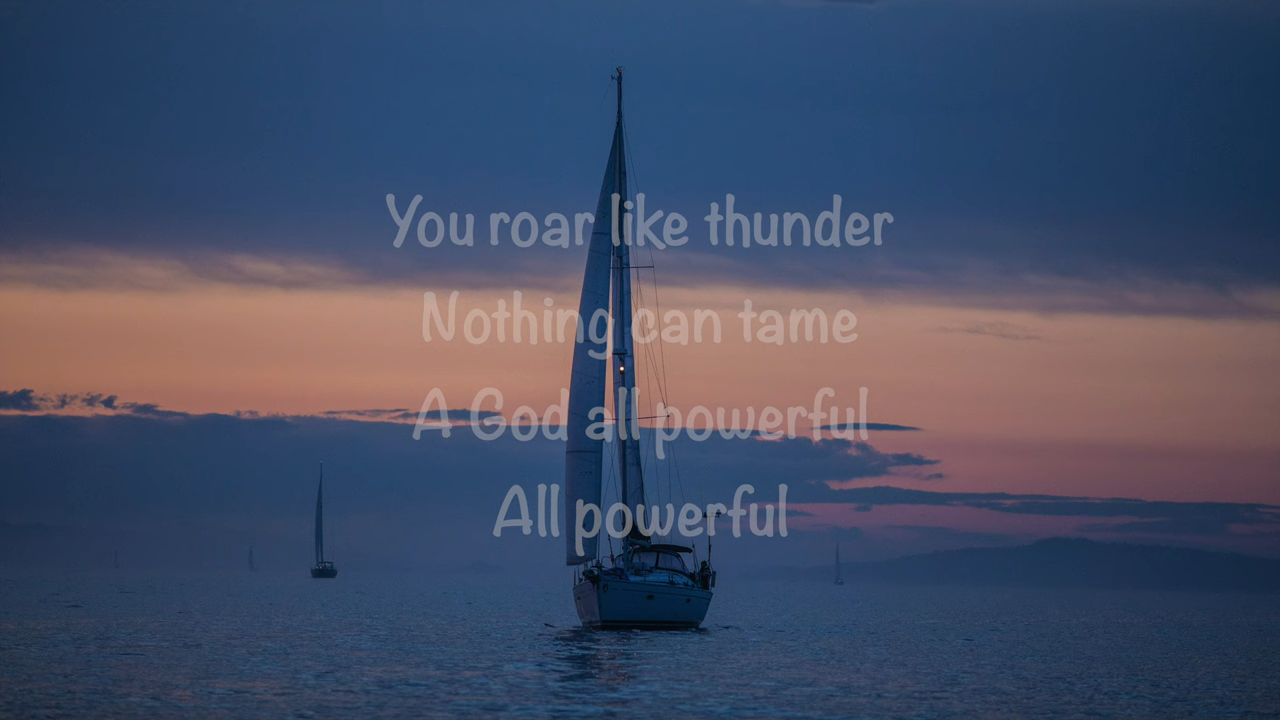 You roar like thunder
Nothing can tame
A God all powerful
All powerful